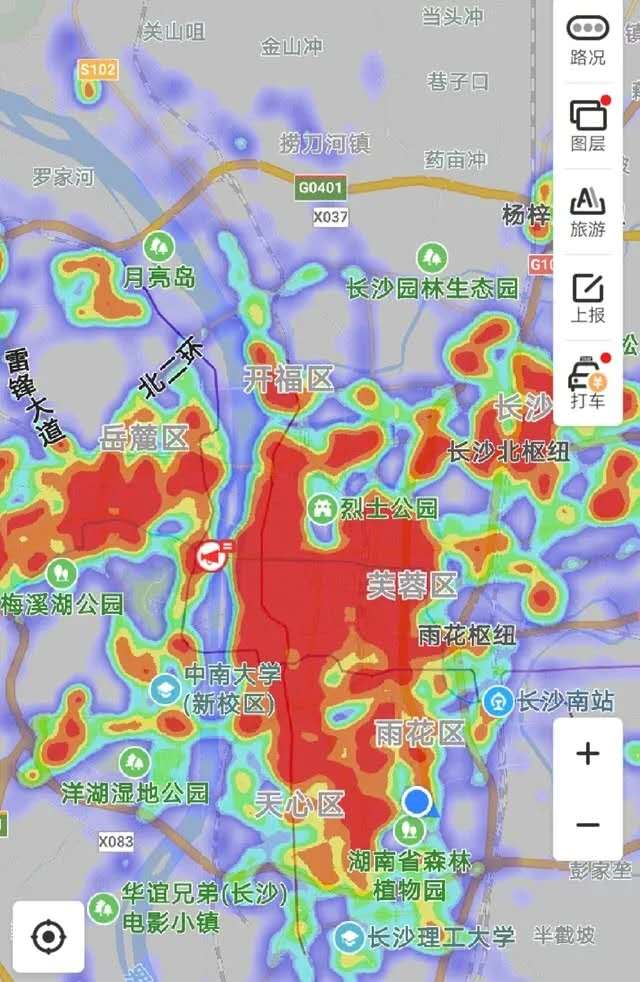 当头冲
关山咀
金山冲
路况
S102
巷子口
图层
捞刀河镇
药亩冲
罗家河
G0401
X037
杨梓
旅游
月亮岛
长沙园林生态园
上报
北二环
雷锋大道
开福区
打车
岳麓区
长沙
长沙北枢纽
烈士公园
梅溪湖公园
芙蓉区
雨花枢纽
中南大学
(新校区)
长沙南站
雨花区
洋湖湿地公园
天心区
X083
湖南省森林
植物园
彭家垄
华谊兄弟(长沙)
电影小镇
长沙理工大学
半截坡